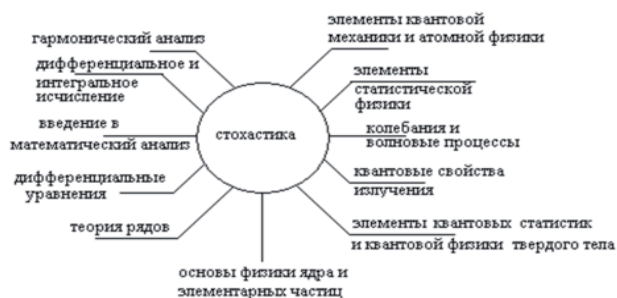 гармонический анализ
дифференциальное и
интегральное
исчисление
введение в
математический анализ
дифференциальные
уравнения
теория рядов
стохастика
основы физики ядра и
элементарных частиц
элементы квантовой
механики и атомной физики
элементы
статистической
физики
колебания и
волновые процессы
квантовые свойства
излучения
элементы квантовых статистик
и квантовой физики твердого тела